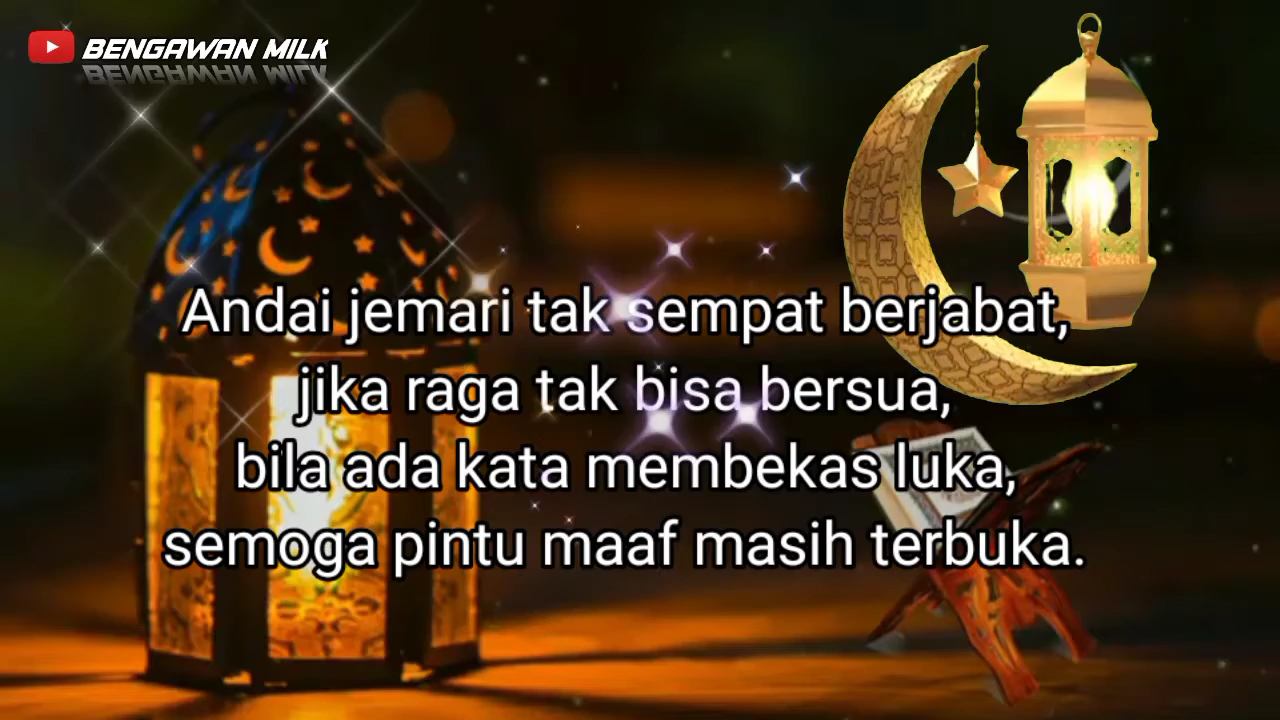 BENGAWAN MILK
Andai jemari tak sempat berjabat,
jika raga tak bisa bersua,
bila ada kata membekas luka,
semoga pintu maaf masih terbuka.